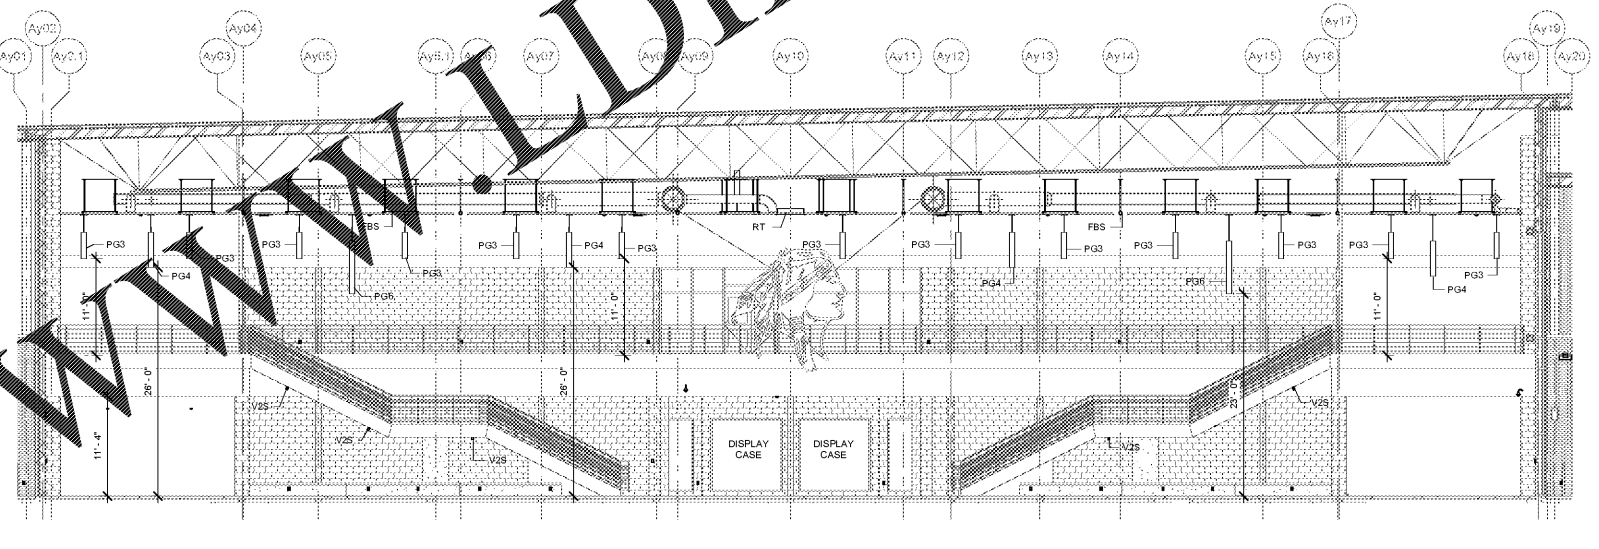 Ay17
Ay02 Ay04 Ay19
Ay01 Ay2.1 Ay03 Ay05 Ay07 Ay09 Ay10 Ay11 Ay12 Ay13 Ay14 Ay15 Ay16 Ay18 Ay20
WWW LD
FBS RT FBS
PG3 PG3 PG3 PG4 PG3 PG3 PG3 PG3 PG3 PG3 PG3
PG3
PG4 PG3 PG4 PG3
PG6 PG6 PG4
11' - 0" 11' - 0" 11' - 0"
26' - 0" 26' - 0" 23' - 0"
V2S V2S
11' - 4" V2S V2S
V2S
DISPLAY CASE
DISPLAY CASE